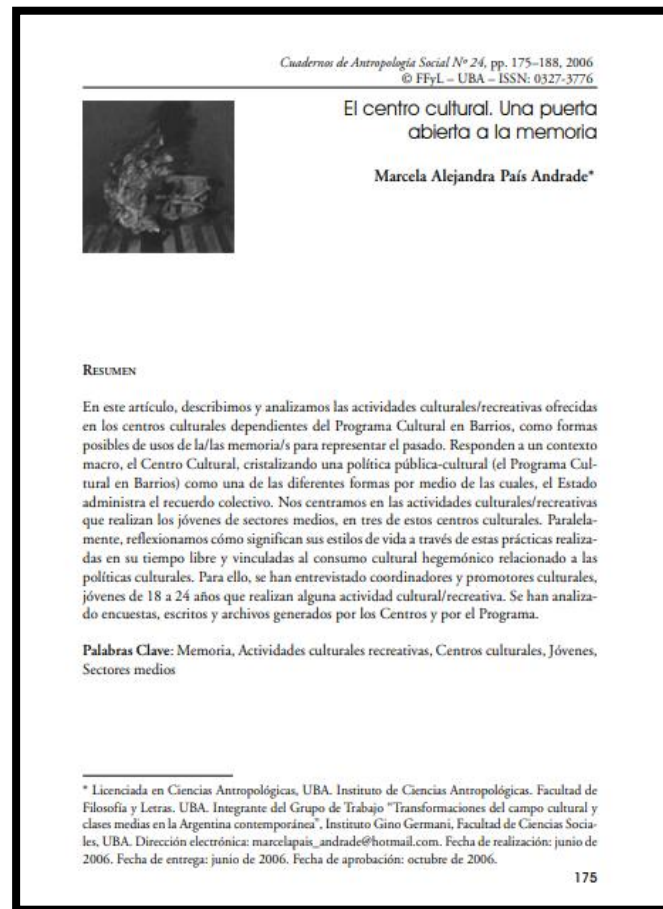 Cuadernos de Antropología Social Nº 24, pp. 175–188, 2006
© FFyL – UBA – ISSN: 0327-3776
El centro cultural. Una puerta
abierta a la memoria
Marcela Alejandra País Andrade*
RESUMEN
En este artículo, describimos y analizamos las actividades culturales/recreativas ofrecidas
en los centros culturales dependientes del Programa Cultural en Barrios, como formas
posibles de usos de la/las memoria/s para representar el pasado. Responden a un contexto
macro, el Centro Cultural, cristalizando una política pública-cultural (el Programa Cul-
tural en Barrios) como una de las diferentes formas por medio de las cuales, el Estado
administra el recuerdo colectivo. Nos centramos en las actividades culturales/recreativas
que realizan los jóvenes de sectores medios, en tres de estos centros culturales. Paralela-
mente, reflexionamos cómo significan sus estilos de vida a través de estas prácticas realiza-
das en su tiempo libre y vinculadas al consumo cultural hegemónico relacionado a las
políticas culturales. Para ello, se han entrevistado coordinadores y promotores culturales,
jóvenes de 18 a 24 años que realizan alguna actividad cultural/recreativa. Se han analiza-
do encuestas, escritos y archivos generados por los Centros y por el Programa.
Palabras Clave: Memoria, Actividades culturales recreativas, Centros culturales, Jóvenes,
Sectores medios
* Licenciada en Ciencias Antropológicas, UBA. Instituto de Ciencias Antropológicas. Facultad de
Filosofía y Letras. UBA. Integrante del Grupo de Trabajo "Transformaciones del campo cultural y
clases medias en la Argentina contemporánea", Instituto Gino Germani, Facultad de Ciencias Socia-
les, UBA. Dirección electrónica: marcelapais_andrade@hotmail.com. Fecha de realización: junio de
2006. Fecha de entrega: junio de 2006. Fecha de aprobación: octubre de 2006.
175